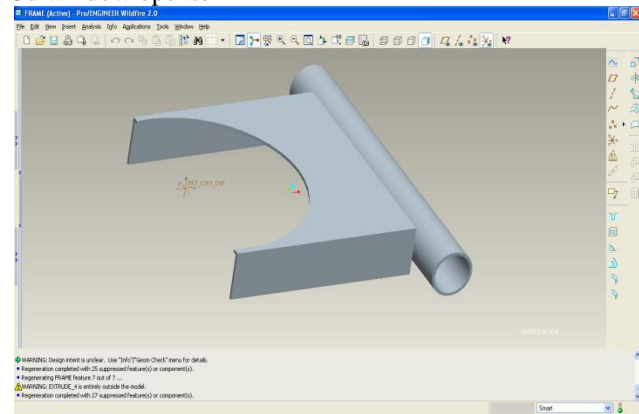 FRAME (Active) - Pro/ENGINEER Wildfire 2.0
File Edit View Insert Analysis Info Applications Tools Window Help
PRT_CSYS_DEF
WARNING: Design intent is unclear. Use "Info"/"Geom Check" menu for details.
• Regeneration completed with 25 suppressed feature(s) or component(s).
• Regenerating FRAME feature 7 out of 7 ...
WARNING: EXTRUDE_4 is entirely outside the model.
• Regeneration completed with 27 suppressed feature(s) or component(s).
Smart